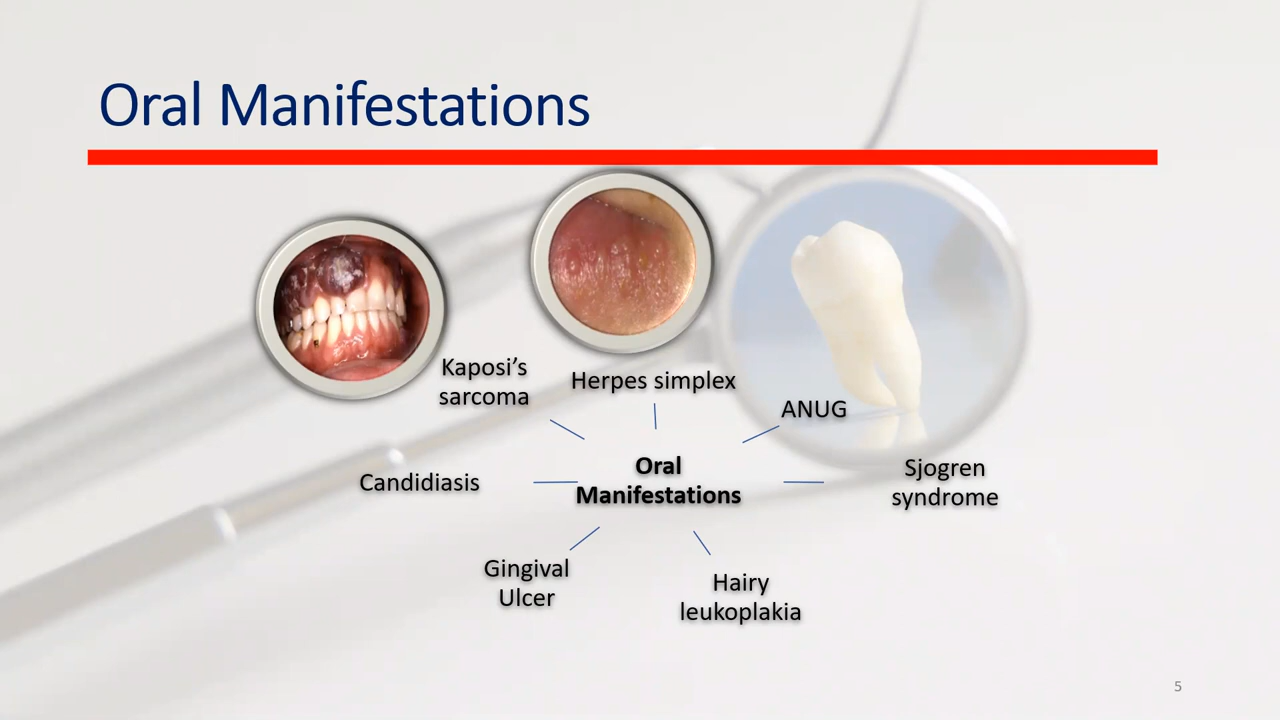 Oral Manifestations
Kaposi’s
sarcoma
Herpes simplex
ANUG
Candidiasis
Oral
Manifestations
Sjogren
syndrome
Gingival
Ulcer
Hairy
leukoplakia
5